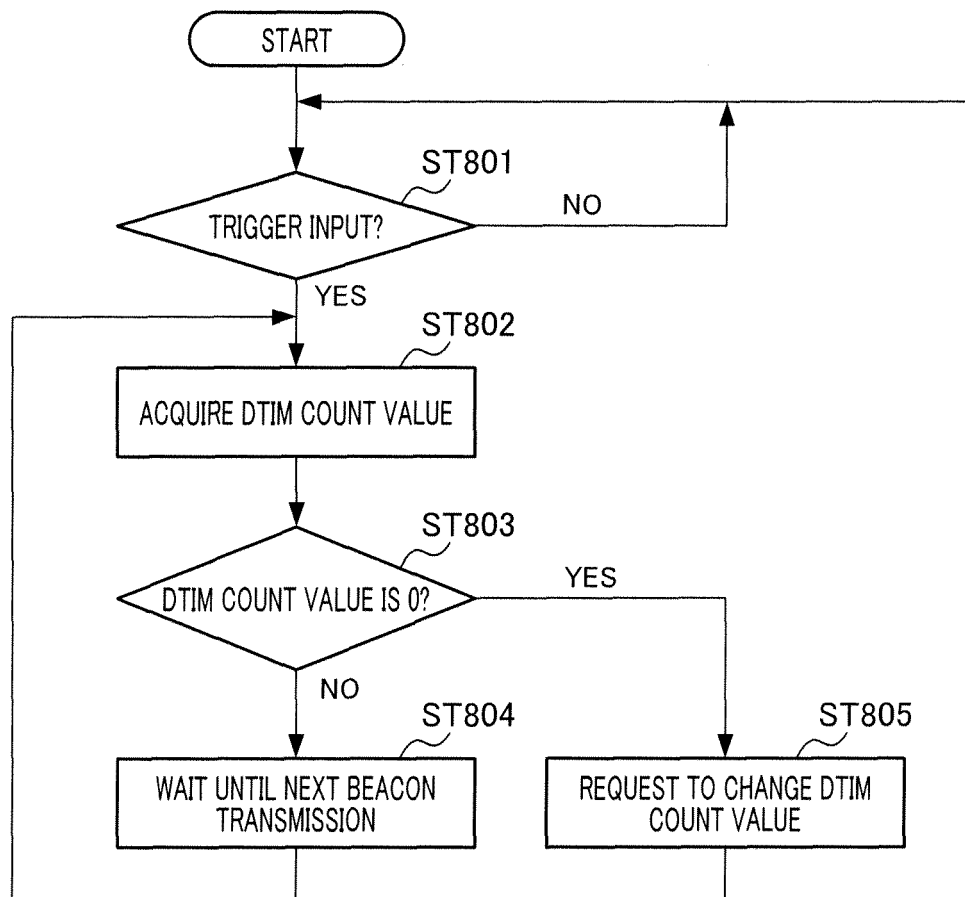 START
ST801
TRIGGER INPUT?
NO
YES
ST802
ACQUIRE DTIM COUNT VALUE
ST803
DTIM COUNT VALUE IS 0?
YES
NO
ST804
WAIT UNTIL NEXT BEACON
TRANSMISSION
ST805
REQUEST TO CHANGE DTIM
COUNT VALUE